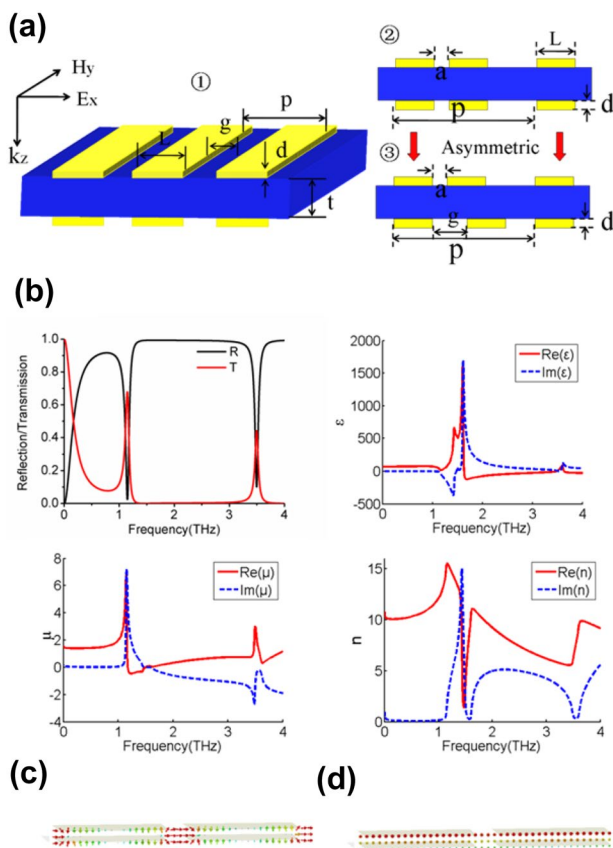 (a)
Hy
Ex
kz
①
p
L
g
d
t
②
L
a
d
p
③
Asymmetric
a
g
d
p
(b)
1.0
0.8
0.6
0.4
0.2
0.0
0 1 2 3 4
Reflection/Transmission
Frequency(THz)
R
T
2000
1500
1000
500
0
-500
0 1 2 3 4
ε
Frequency(THz)
Re(ε)
Im(ε)
8
6
4
2
0
-2
-4
0 1 2 3 4
μ
Frequency(THz)
Re(μ)
Im(μ)
15
10
5
0
0 1 2 3 4
n
Frequency(THz)
Re(n)
Im(n)
(c)
(d)